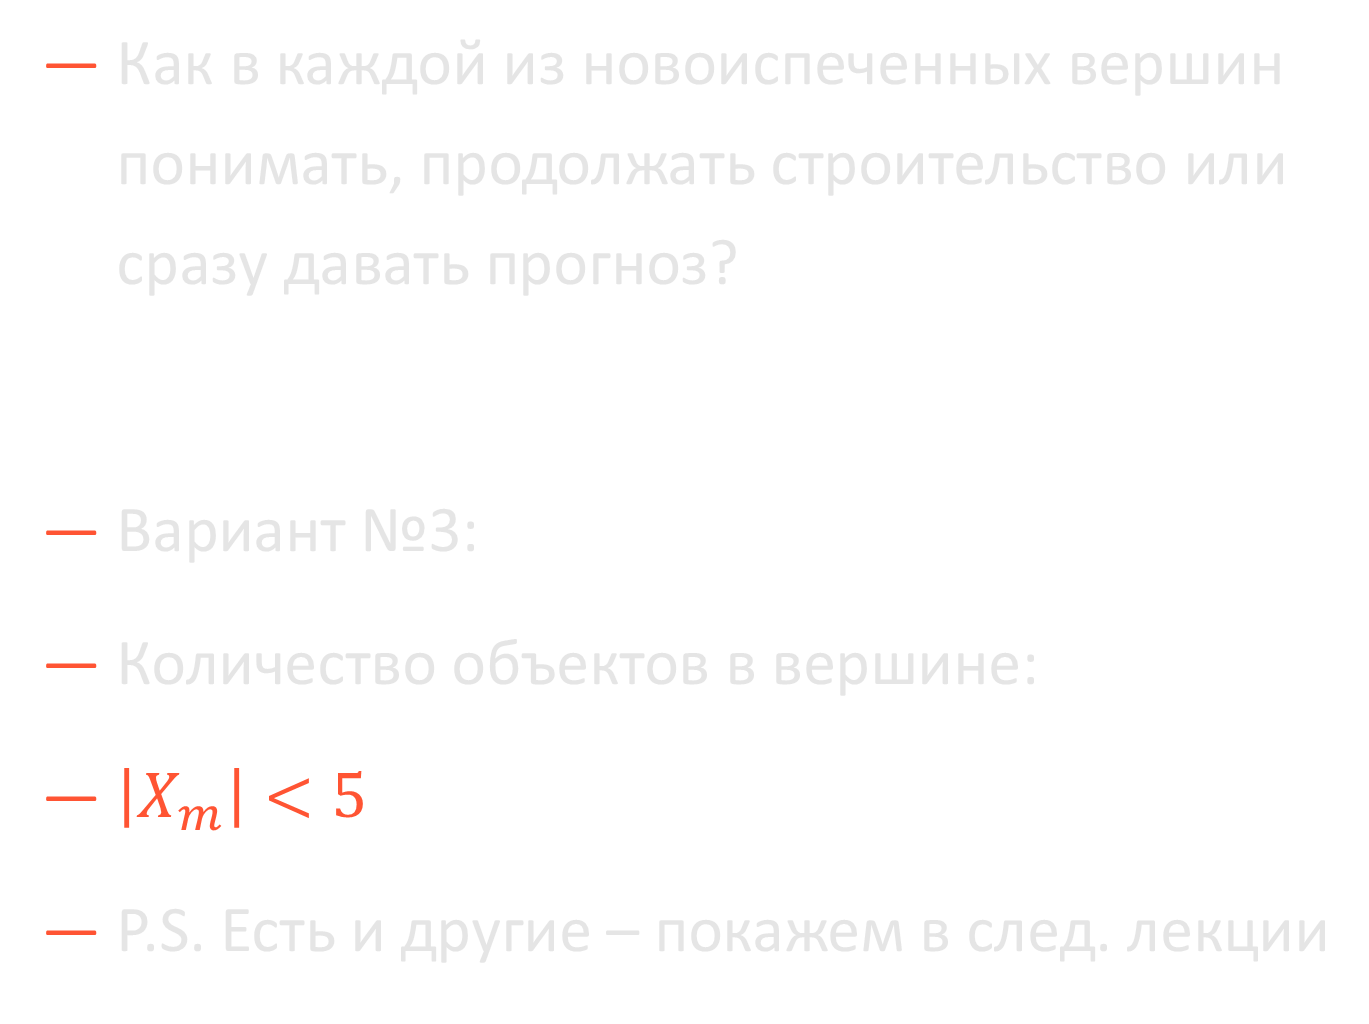 — Как в каждой из новоиспеченных вершин
понимать, продолжать строительство или
сразу давать прогноз?
— Вариант №3:
— Количество объектов в вершине:
— |Xₘ| < 5
— P.S. Есть и другие – покажем в след. лекции